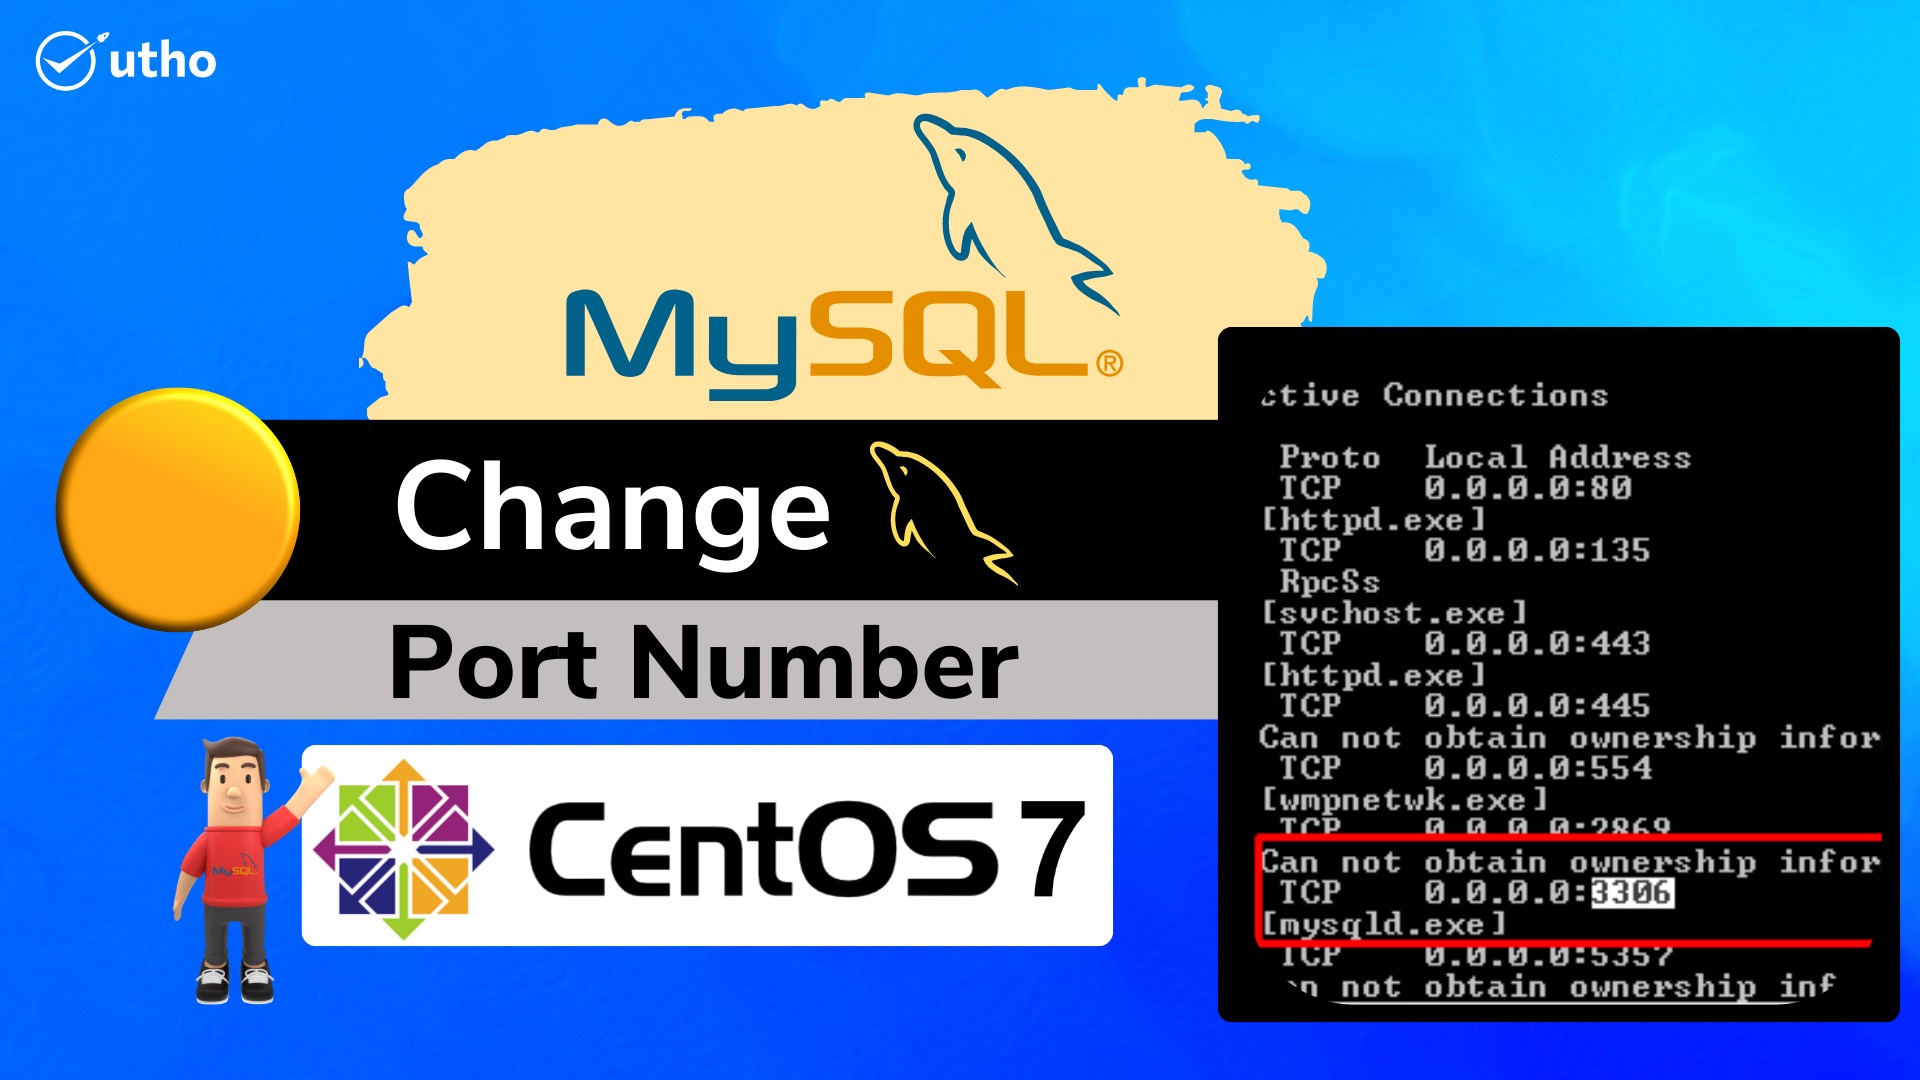 utho
MySQL®
Change
Port Number
CentOS 7
MySQL
ctive Connections
Proto Local Address
TCP 0.0.0.0:80
[httpd.exe]
TCP 0.0.0.0:135
RpcSs
[svchost.exe]
TCP 0.0.0.0:443
[httpd.exe]
TCP 0.0.0.0:445
Can not obtain ownership infor
TCP 0.0.0.0:554
[wmpnetwk.exe]
TCP 0.0.0.0:2869
Can not obtain ownership infor
TCP 0.0.0.0:3306
[mysqld.exe]
TCP 0.0.0.0:5357
n not obtain ownership inf